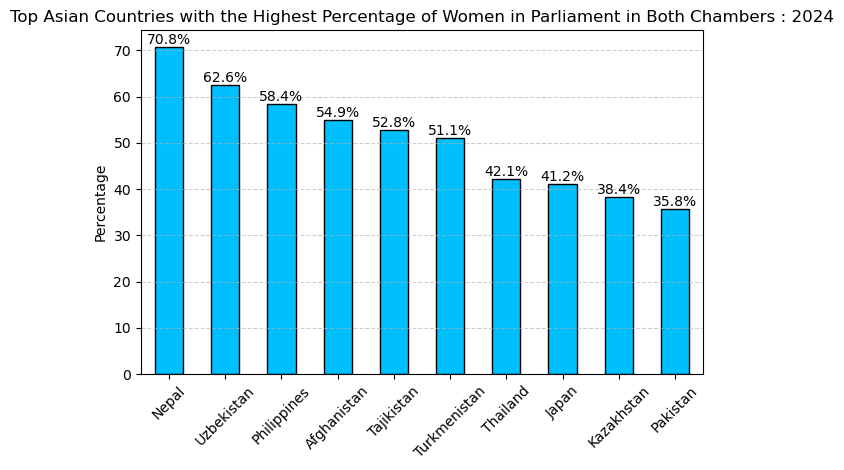 Top Asian Countries with the Highest Percentage of Women in Parliament in Both Chambers : 2024
70.8%
62.6%
58.4%
54.9%
52.8%
51.1%
42.1%
41.2%
38.4%
35.8%
Percentage
70
60
50
40
30
20
10
0
Nepal
Uzbekistan
Philippines
Afghanistan
Tajikistan
Turkmenistan
Thailand
Japan
Kazakhstan
Pakistan